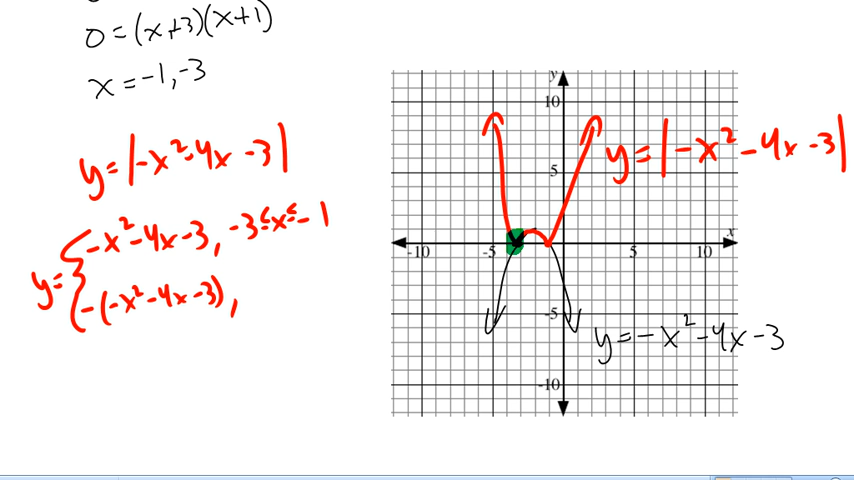 0 = (x+3)(x+1)
x = -1, -3
y = |-x² - 4x - 3|
y = { -x² - 4x - 3, -3 ≤ x ≤ -1
-(-x² - 4x - 3),
y
10
5
-10
-5
5
10
x
-5
-10
y = |-x² - 4x - 3|
y = -x² - 4x - 3